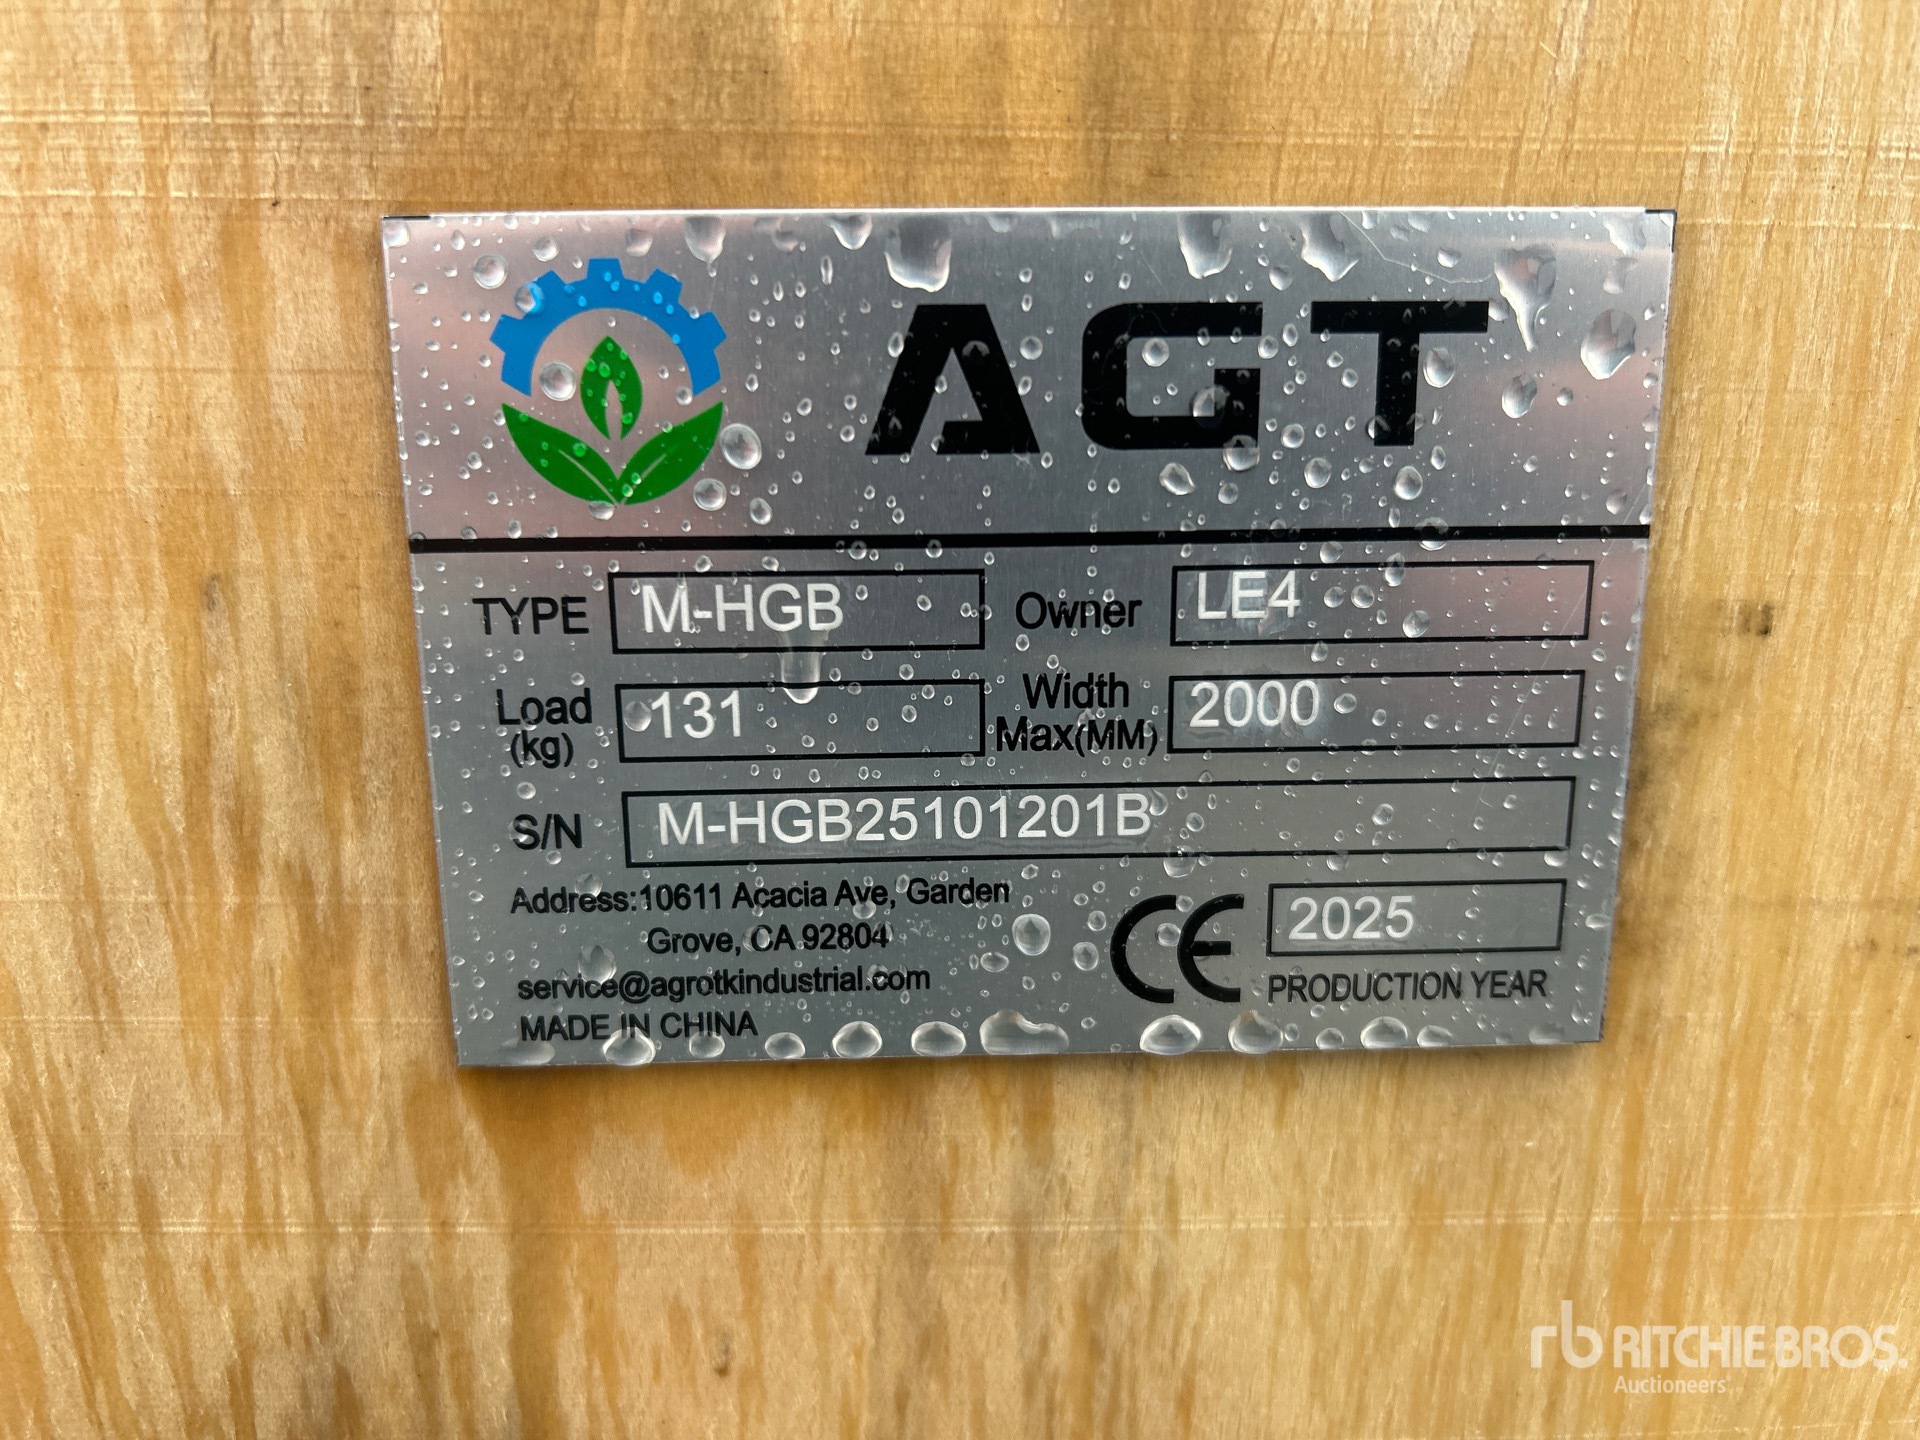 AGT
TYPE M-HGB Owner LE4
Load (kg) 131 Width Max(MM) 2000
S/N M-HGB25101201B
Address:10611 Acacia Ave, Garden
Grove, CA 92804
service@agrotkindustrial.com
MADE IN CHINA
CE 2025
PRODUCTION YEAR
rb RITCHIE BROS.
Auctioneers